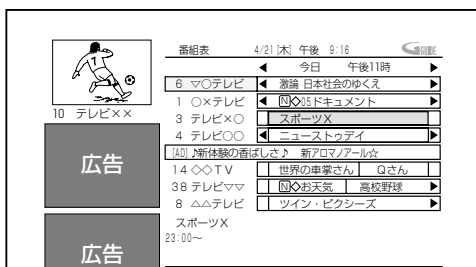 番組表 4/21[木] 午後 9:16 GGUIDE
◀ 今日 午後11時 ▶
6 ▽○テレビ ◀ 激論 日本社会のゆくえ ▶
1 ○×テレビ ◀ N◇05ドキュメント ▶
3 テレビ×○ スポーツX
10 テレビ××
4 テレビ○○ ◀ ニューストゥデイ ▶
[AD] ♪新体験の香ばしさ♪ 新アロマノアール☆
広告
14 ◇◇TV 世界の車掌さん Qさん
38 テレビ▽▽ N◇お天気 高校野球 ▶
8 △△テレビ ツイン・ピクシーズ ▶
スポーツX
23:00～
広告